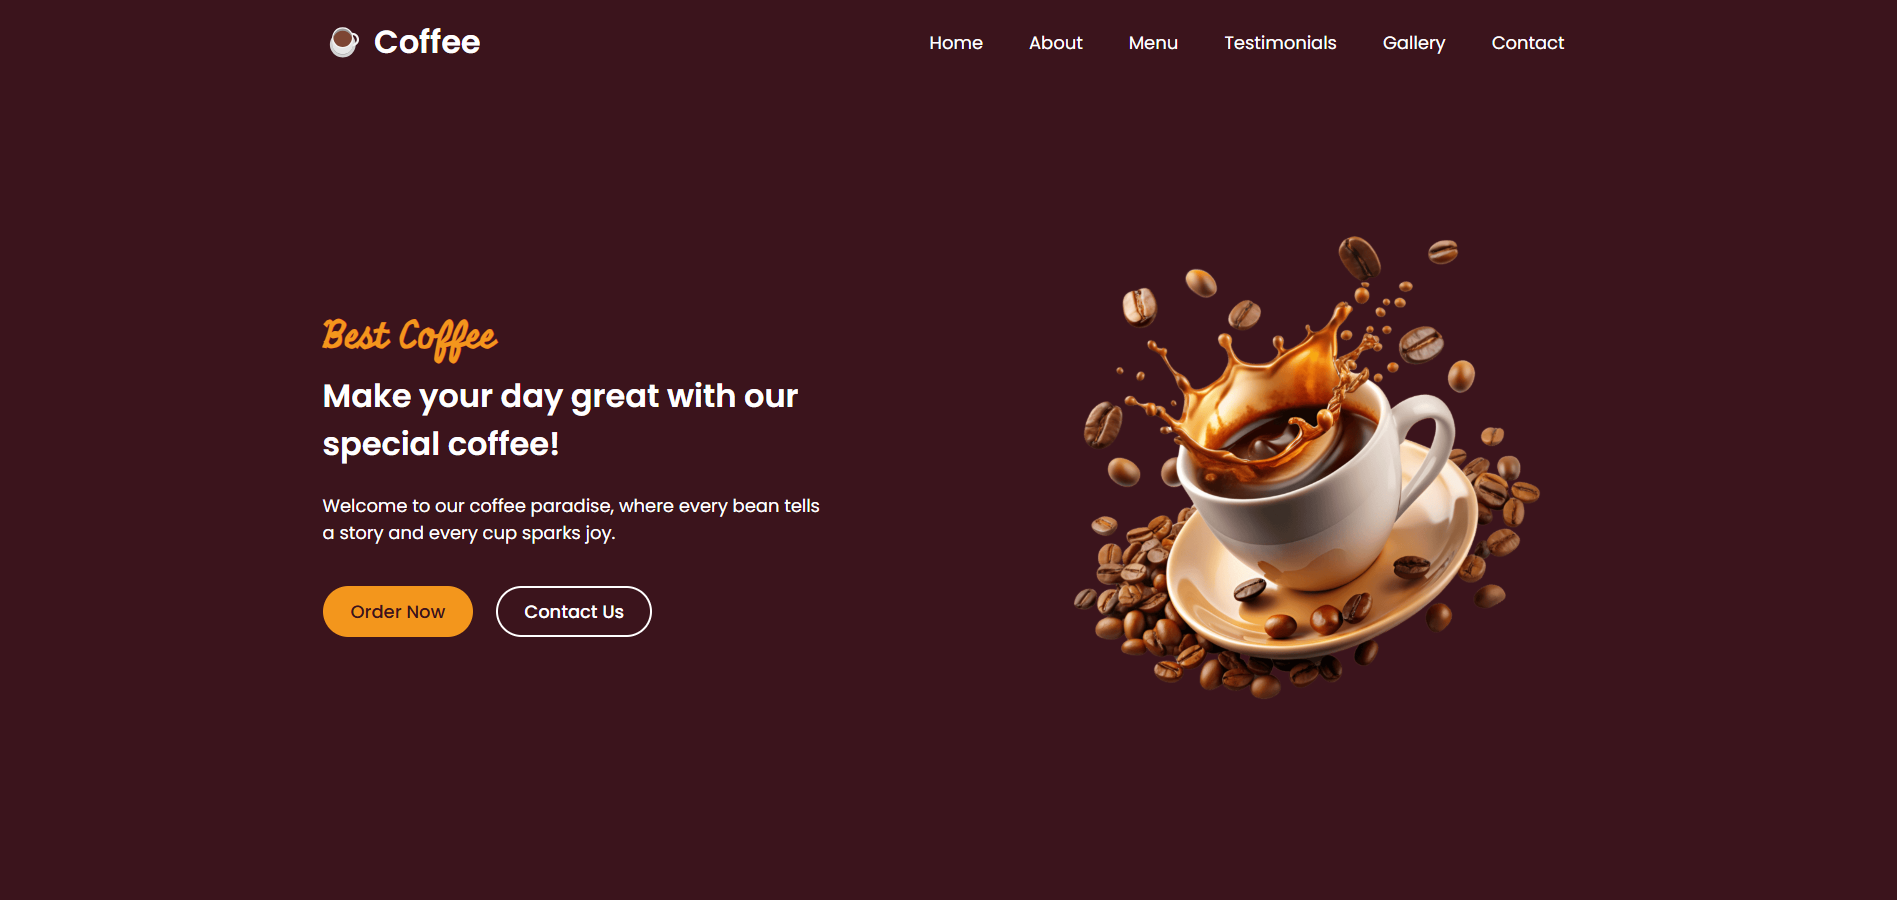 Coffee
Home
About
Menu
Testimonials
Gallery
Contact
Best Coffee
Make your day great with our
special coffee!
Welcome to our coffee paradise, where every bean tells
a story and every cup sparks joy.
Order Now
Contact Us